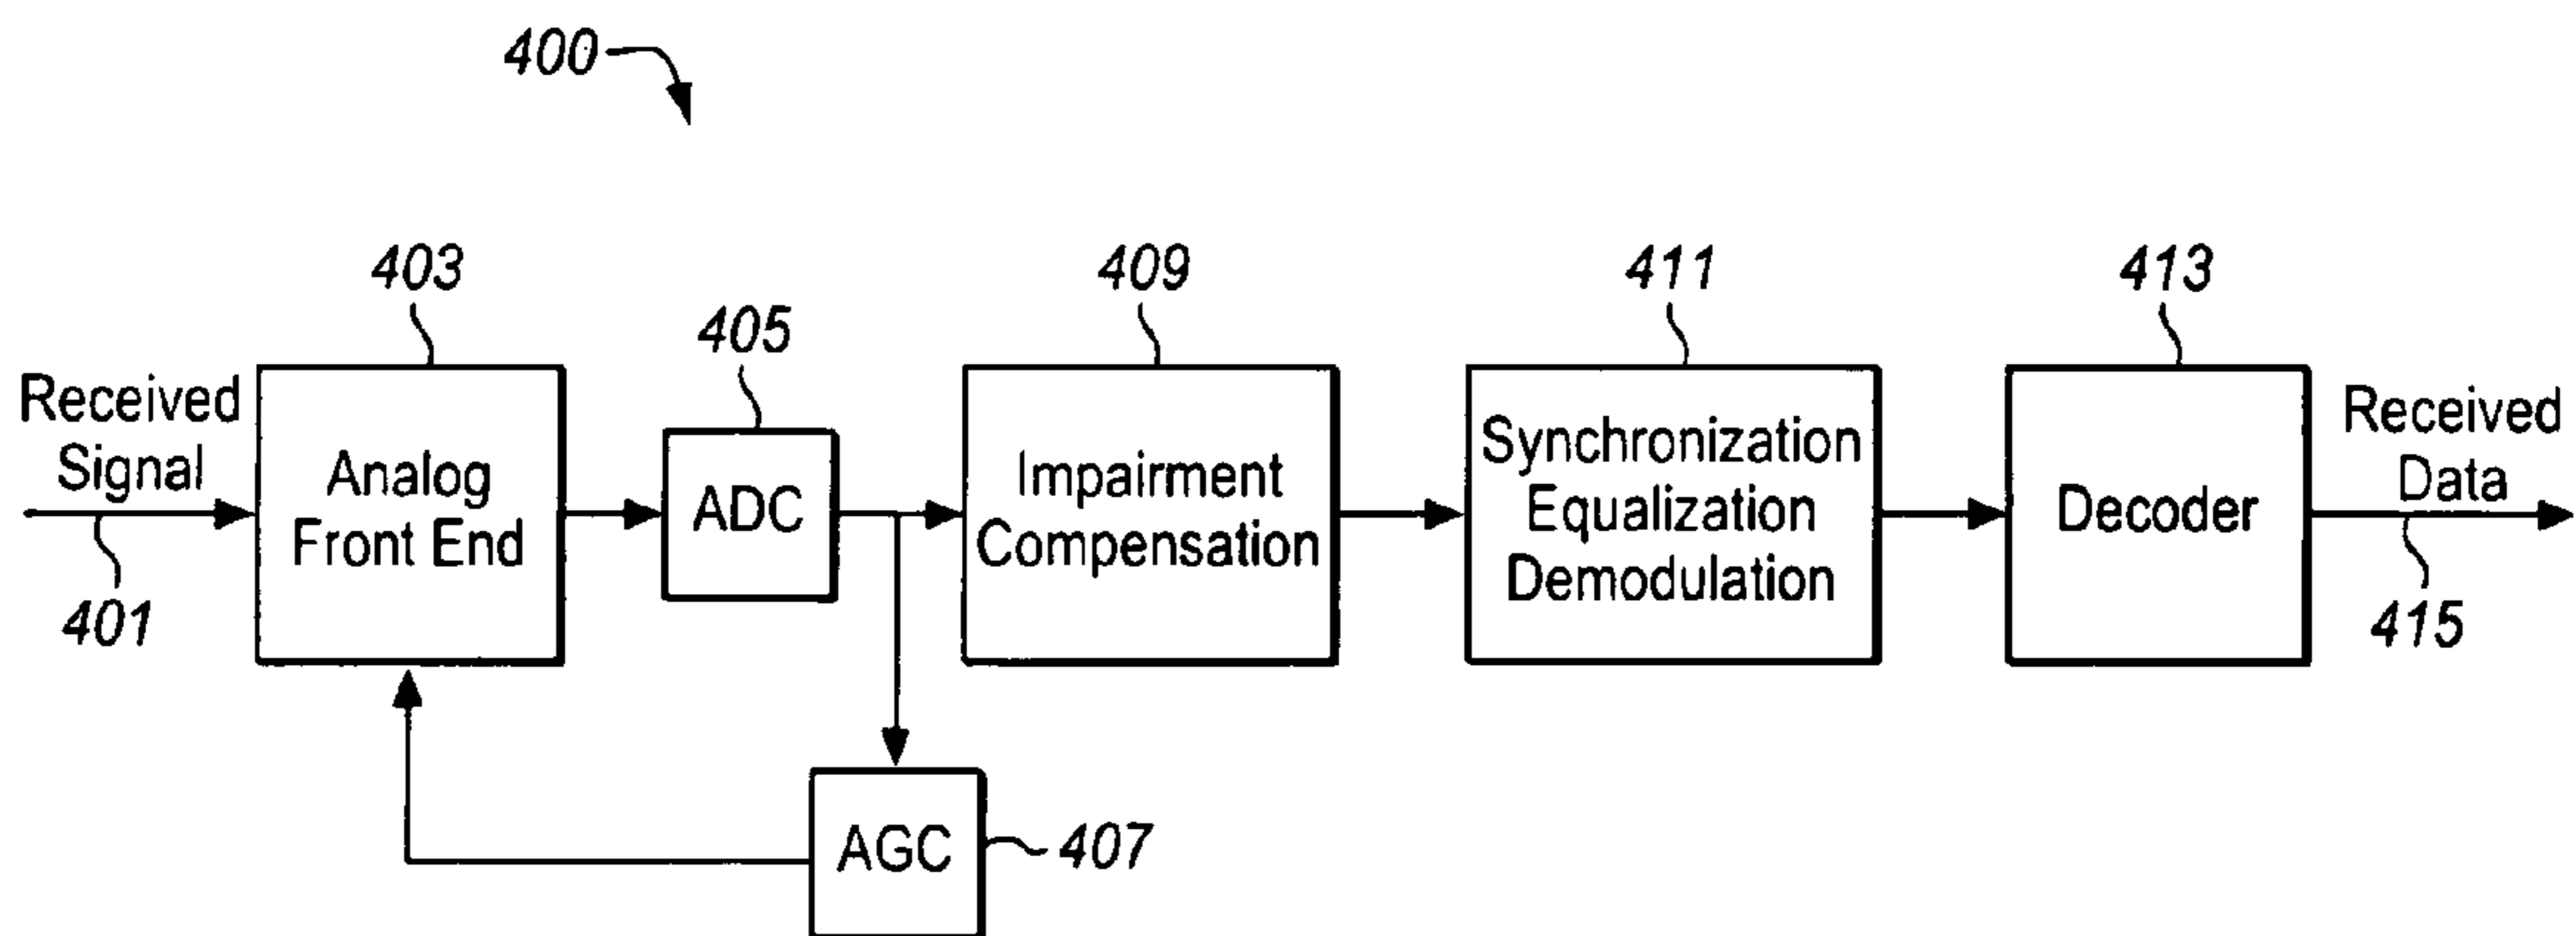 400
403
405
409
411
413
Received
Signal
401
Analog
Front End
ADC
Impairment
Compensation
Synchronization
Equalization
Demodulation
Decoder
Received
Data
415
AGC
407